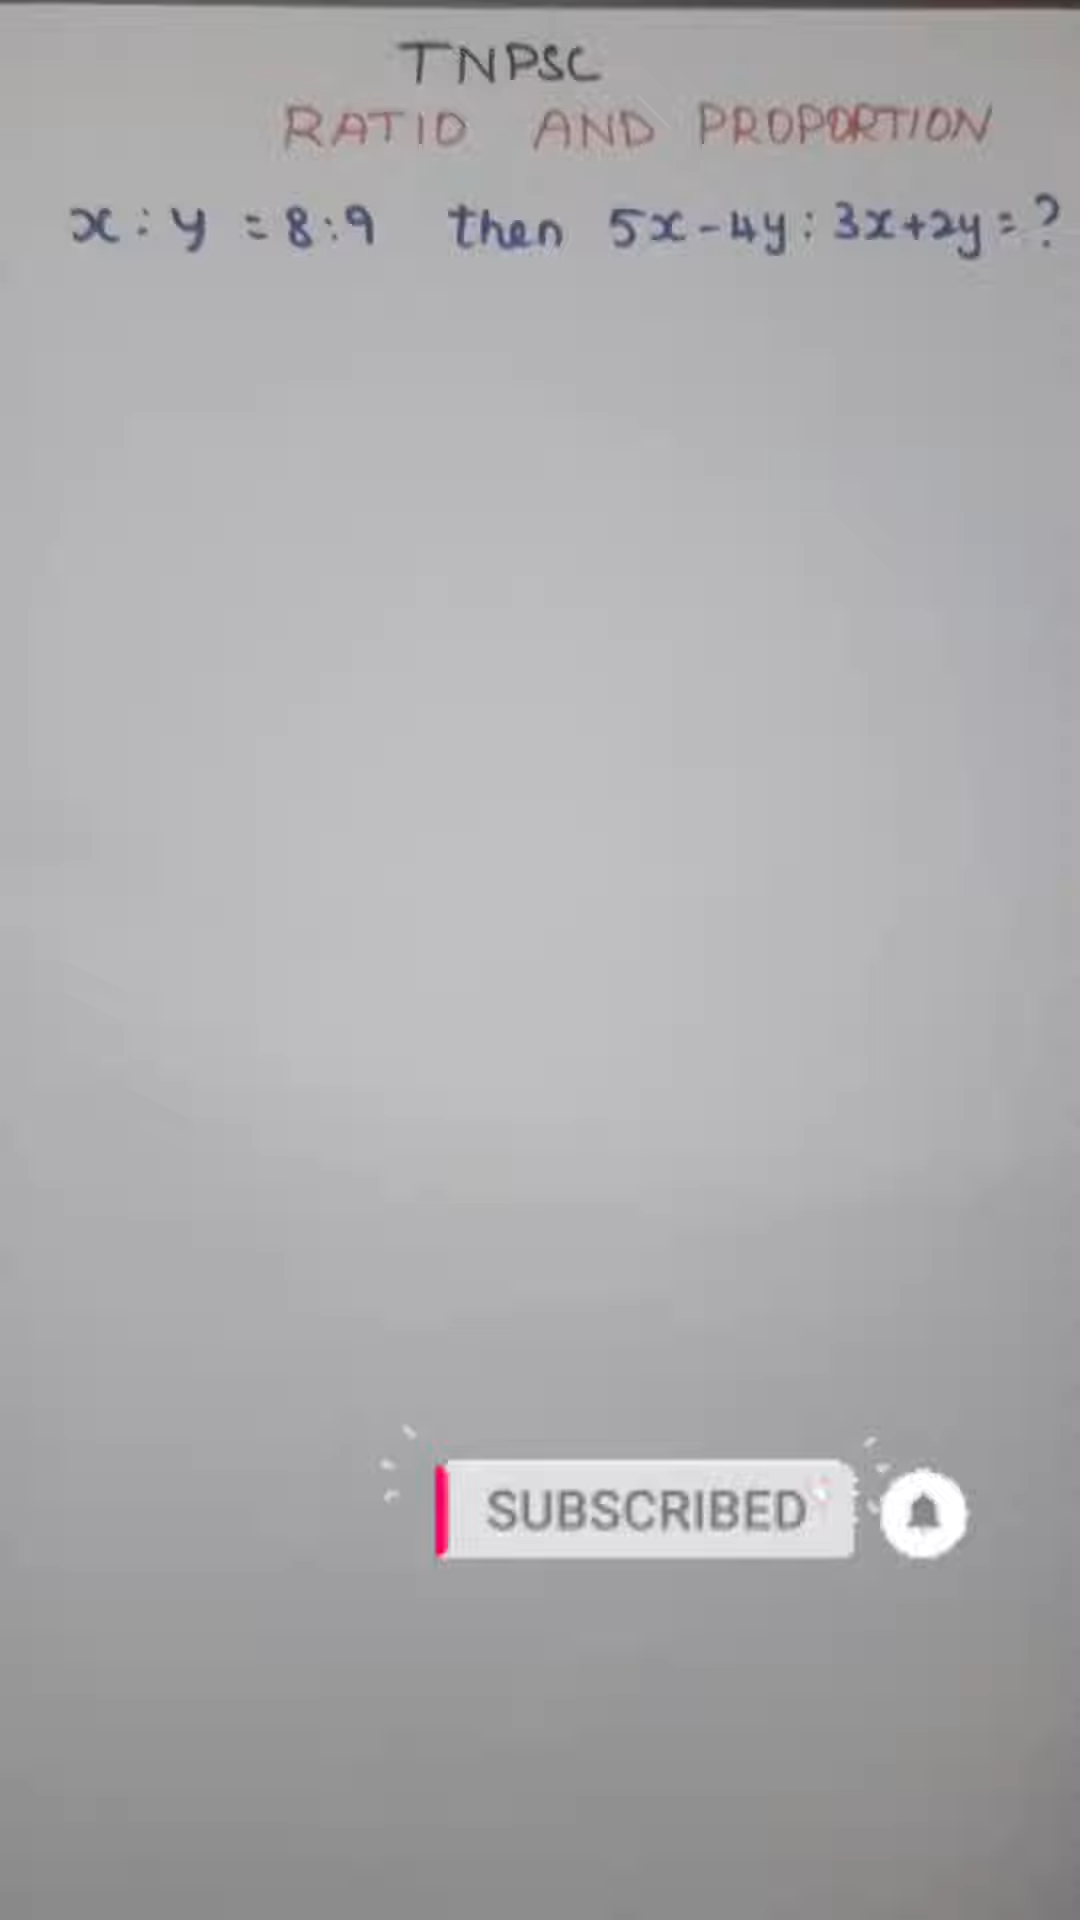 TNPSC
RATIO AND PROPORTION
x : y = 8:9 then 5x-4y : 3x+2y = ?
SUBSCRIBED